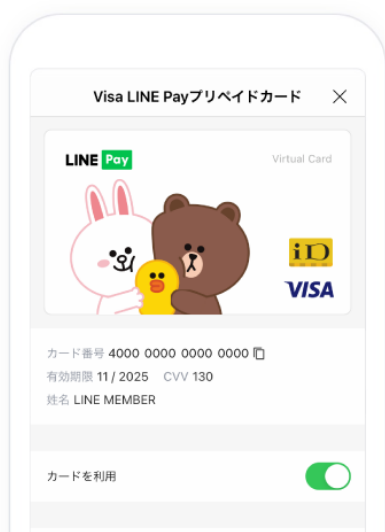 Visa LINE Payプリペイドカード
LINE Pay Virtual Card
iD
VISA
カード番号 4000 0000 0000 0000
有効期限 11 / 2025 CVV 130
姓名 LINE MEMBER
カードを利用